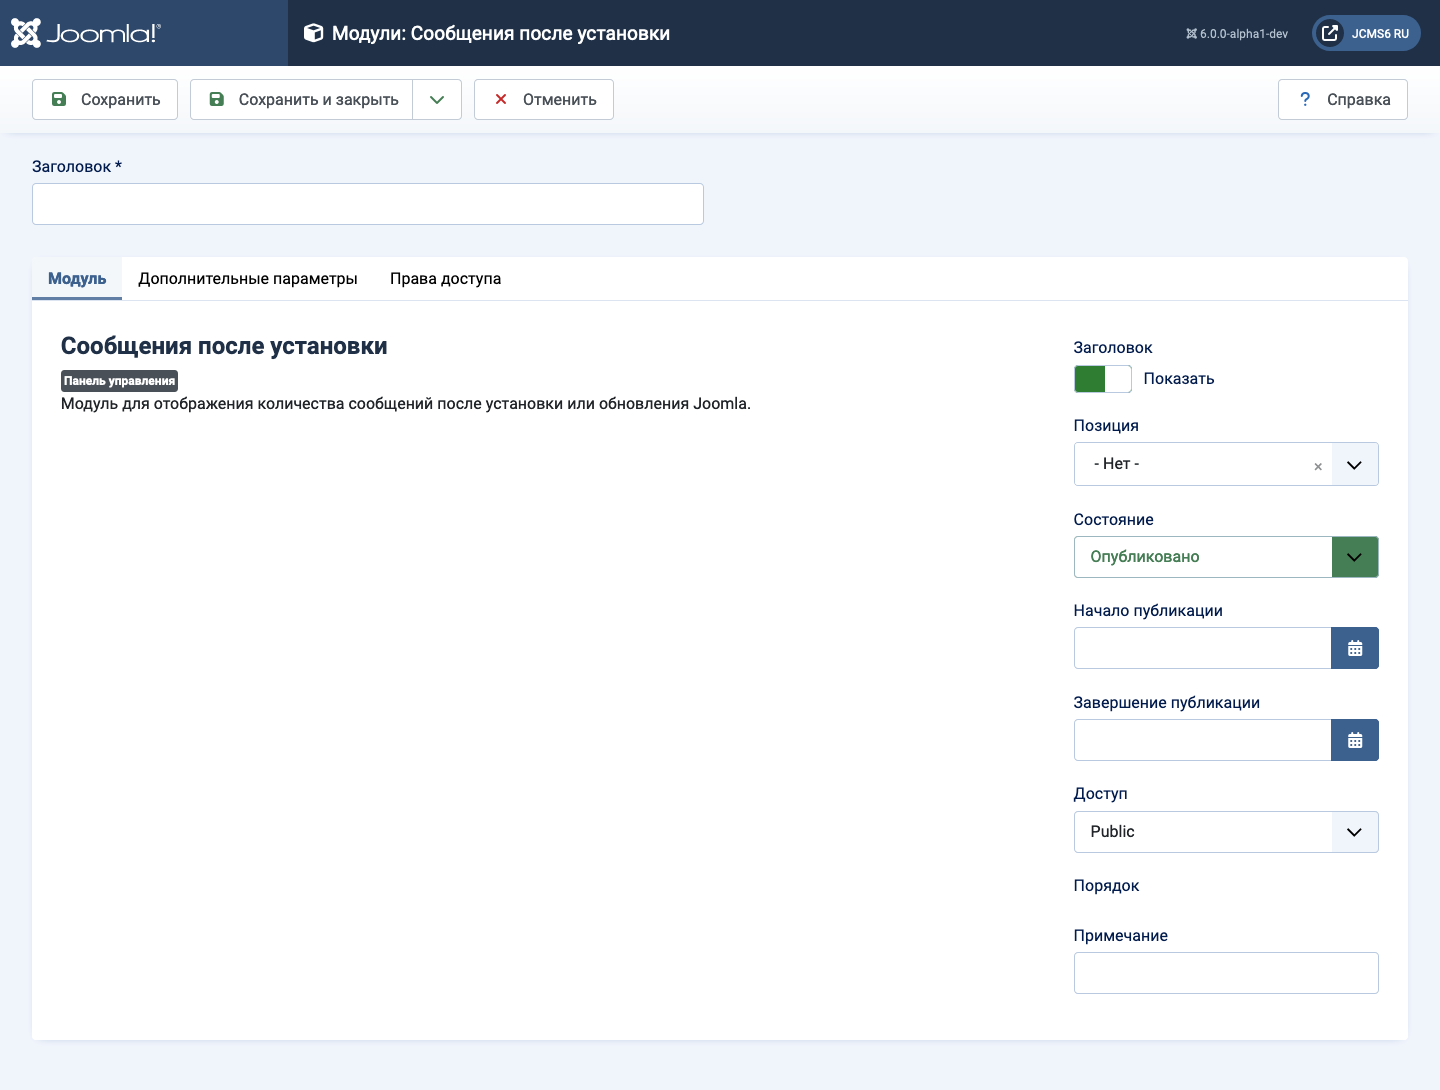 Joomla!®
Модули: Сообщения после установки
6.0.0-alpha1-dev
JCMS6 RU
Сохранить
Сохранить и закрыть
Отменить
? Справка
Заголовок *
Модуль
Дополнительные параметры
Права доступа
Сообщения после установки
Панель управления
Модуль для отображения количества сообщений после установки или обновления Joomla.
Заголовок
Показать
Позиция
- Нет -
×
Состояние
Опубликовано
Начало публикации
Завершение публикации
Доступ
Public
Порядок
Примечание